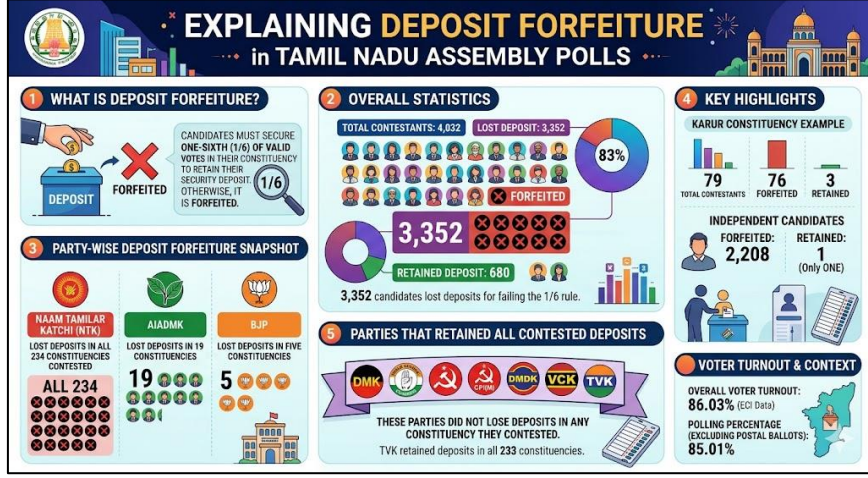 EXPLAINING DEPOSIT FORFEITURE
in TAMIL NADU ASSEMBLY POLLS
1 WHAT IS DEPOSIT FORFEITURE?
DEPOSIT
FORFEITED
CANDIDATES MUST SECURE
ONE-SIXTH (1/6) OF VALID
VOTES IN THEIR CONSTITUENCY
TO RETAIN THEIR
SECURITY DEPOSIT.
OTHERWISE, IT
IS FORFEITED.
1/6
2 OVERALL STATISTICS
TOTAL CONTESTANTS: 4,032
LOST DEPOSIT: 3,352
83%
FORFEITED
3,352
RETAINED DEPOSIT: 680
3,352 candidates lost deposits for failing the 1/6 rule.
3 PARTY-WISE DEPOSIT FORFEITURE SNAPSHOT
NAAM TAMILAR
KATCHI (NTK)
LOST DEPOSITS IN ALL
234 CONSTITUENCIES
CONTESTED
ALL 234
AIADMK
LOST DEPOSITS IN 19
CONSTITUENCIES
19
BJP
LOST DEPOSITS IN FIVE
CONSTITUENCIES
5
4 KEY HIGHLIGHTS
KARUR CONSTITUENCY EXAMPLE
79
TOTAL CONTESTANTS
76
FORFEITED
3
RETAINED
INDEPENDENT CANDIDATES
FORFEITED:
2,208
RETAINED:
1
(Only ONE)
5 PARTIES THAT RETAINED ALL CONTESTED DEPOSITS
DMK
CPI(M)
DMDK
VCK
TVK
THESE PARTIES DID NOT LOSE DEPOSITS IN ANY
CONSTITUENCY THEY CONTESTED.
TVK retained deposits in all 233 constituencies.
VOTER TURNOUT & CONTEXT
OVERALL VOTER TURNOUT:
86.03% (ECI Data)
POLLING PERCENTAGE
(EXCLUDING POSTAL BALLOTS):
85.01%